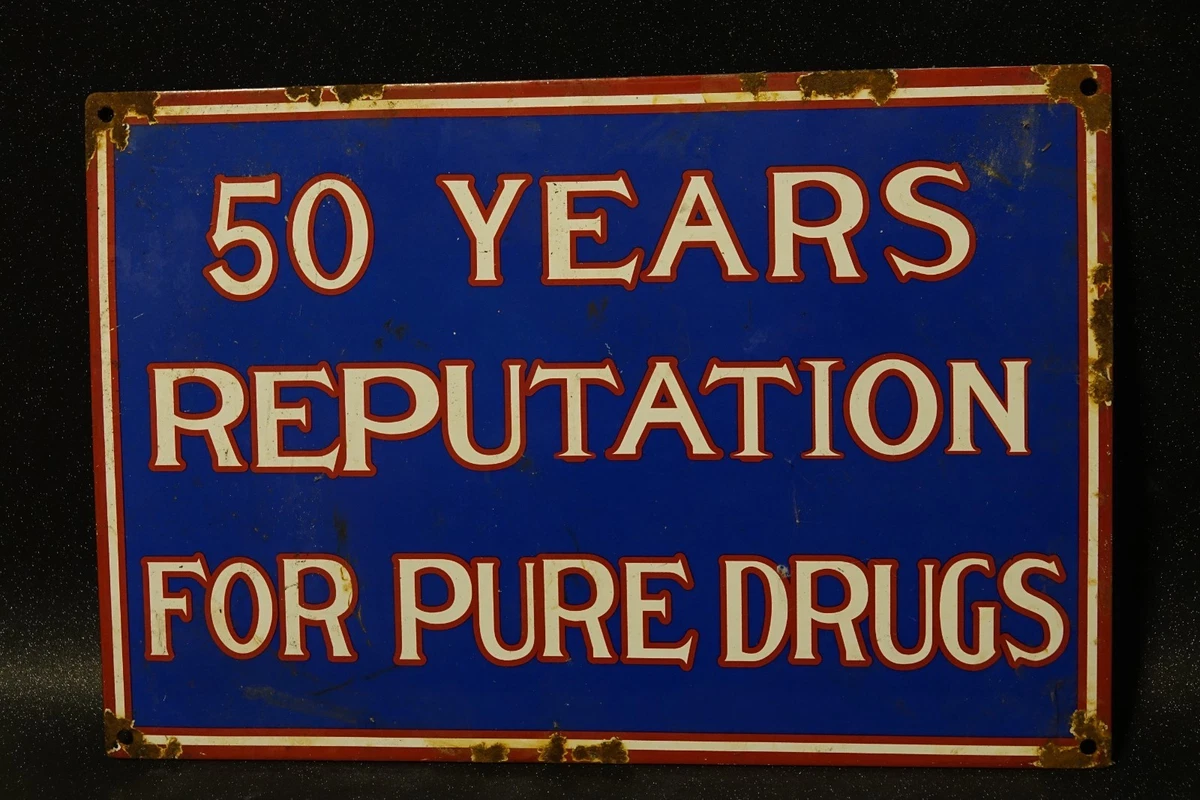 50 YEARS
REPUTATION
FOR PURE DRUGS